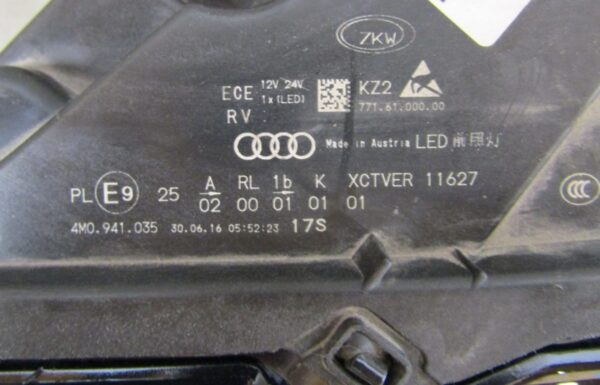 7KW
ECE 12V 24V
1x(LED)
KZ2
771.61.000.00
RV
Made in Austria LED 前照灯
PL E9 25 A RL 1b K XCTVER 11627
02 00 01 01 01
4M0.941.035 30.06.16 05:52:23 17S
CCC